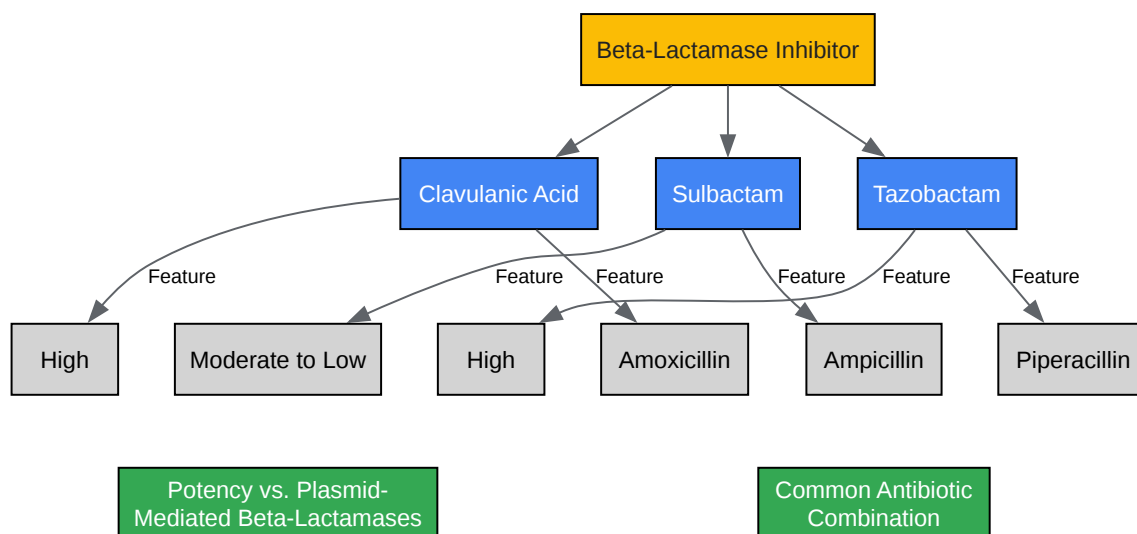 Beta-Lactamase Inhibitor
Clavulanic Acid
Sulbactam
Tazobactam
Feature
Feature
Feature
Feature
Feature
Feature
High
Moderate to Low
High
Amoxicillin
Ampicillin
Piperacillin
Potency vs. Plasmid-
Mediated Beta-Lactamases
Common Antibiotic
Combination